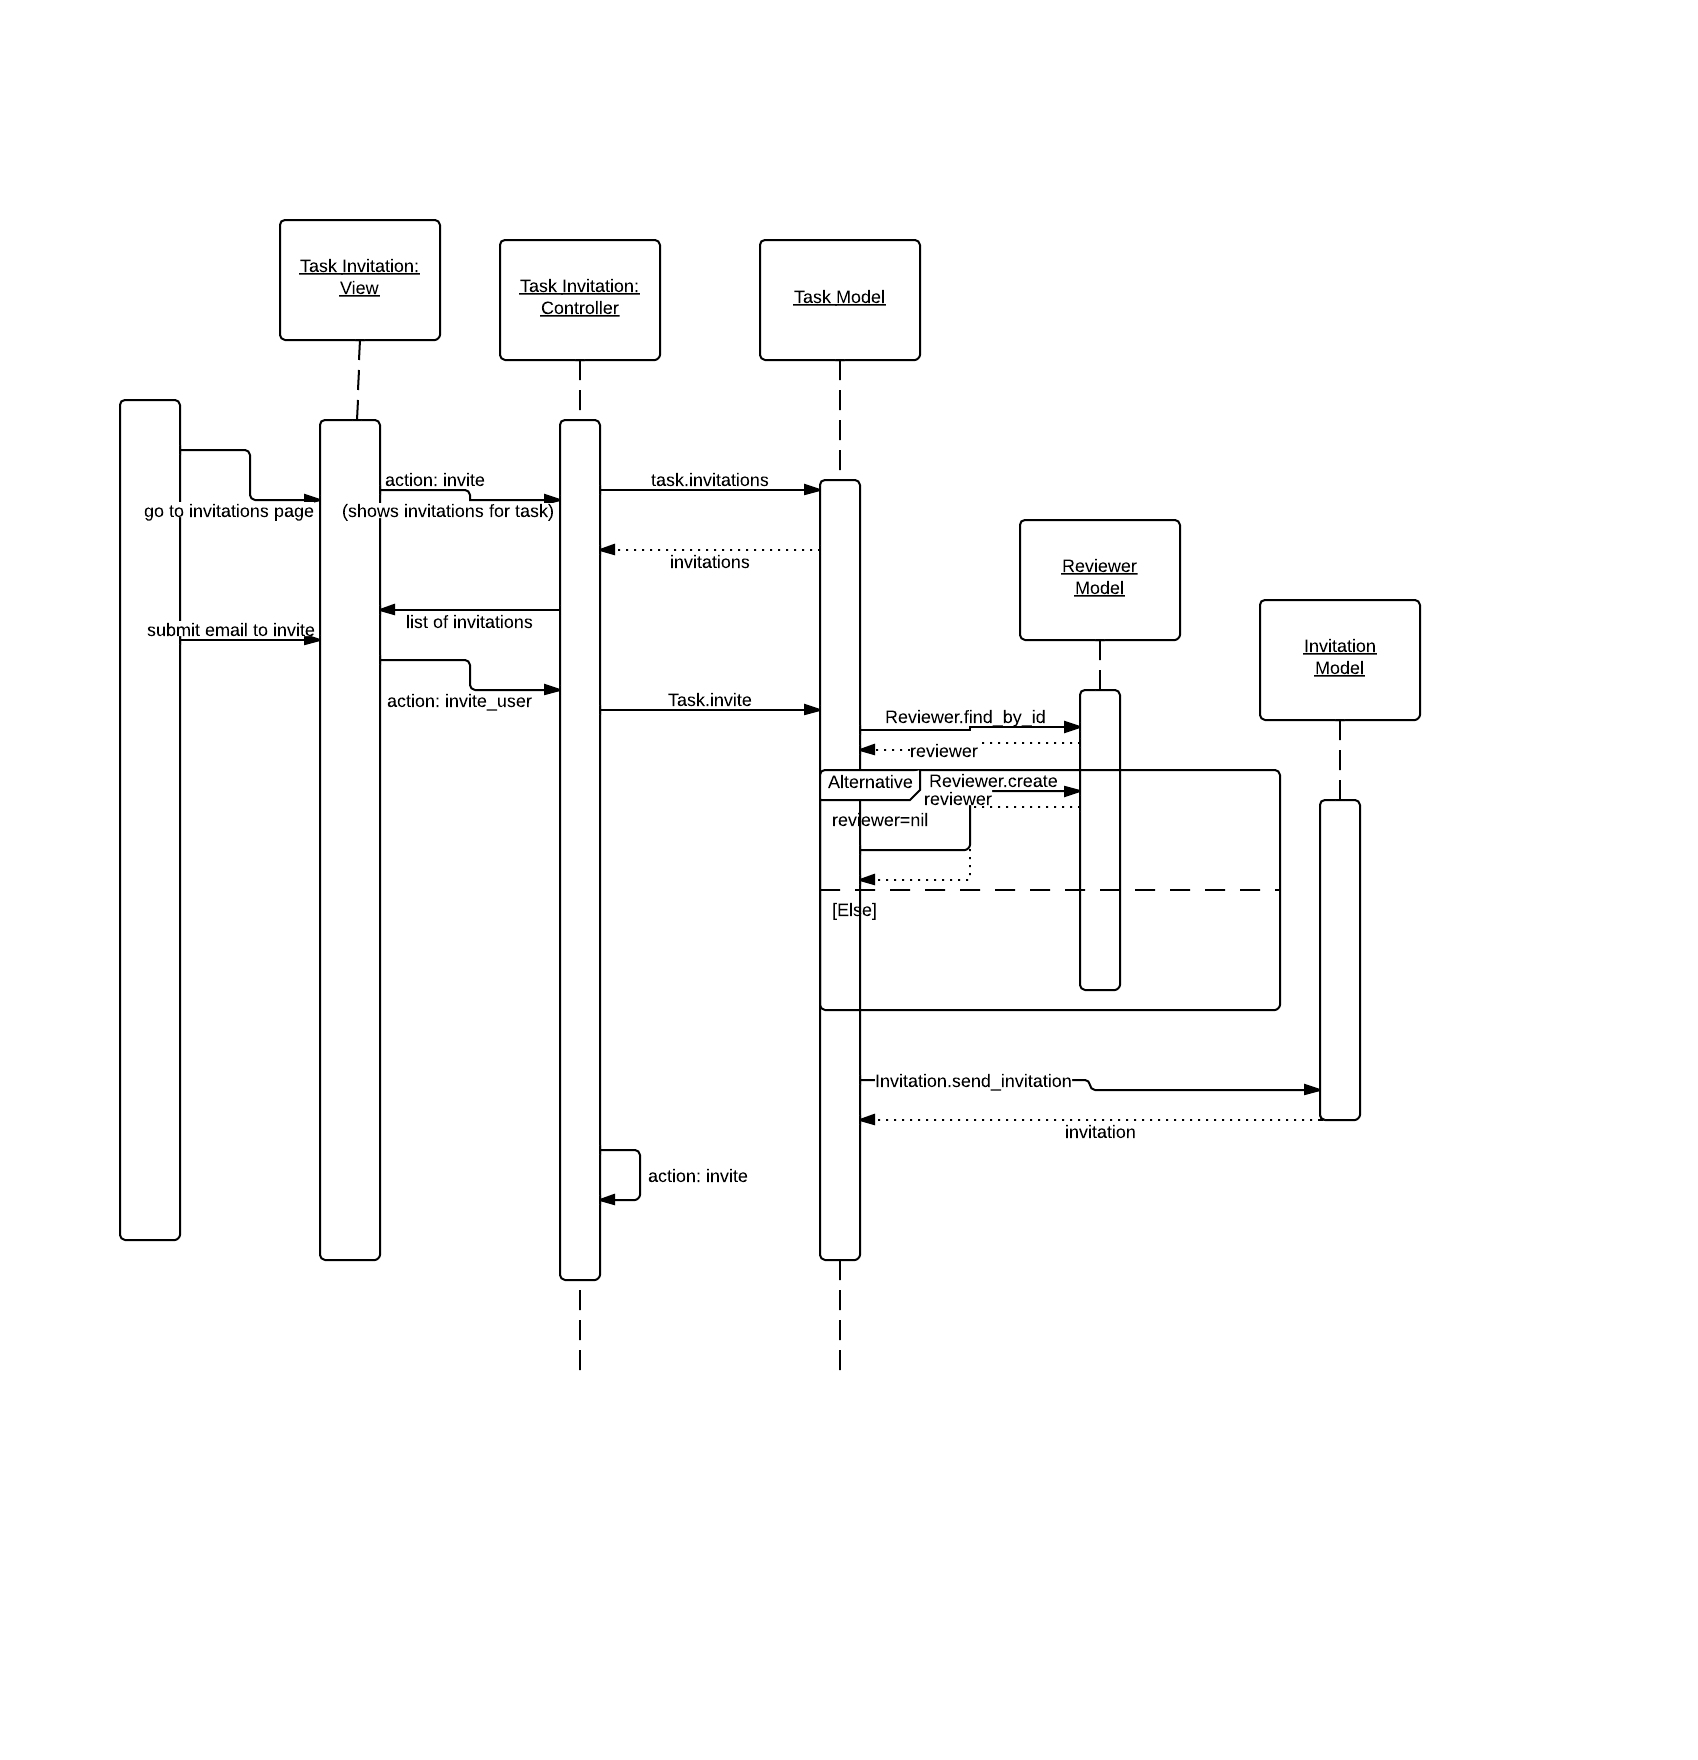 Task Invitation:
View
Task Invitation:
Controller
Task Model
action: invite
(shows invitations for task)
go to invitations page
task.invitations
invitations
Reviewer
Model
list of invitations
submit email to invite
Invitation
Model
action: invite_user
Task.invite
Reviewer.find_by_id
reviewer
Alternative
Reviewer.create
reviewer
reviewer=nil
[Else]
Invitation.send_invitation
invitation
action: invite